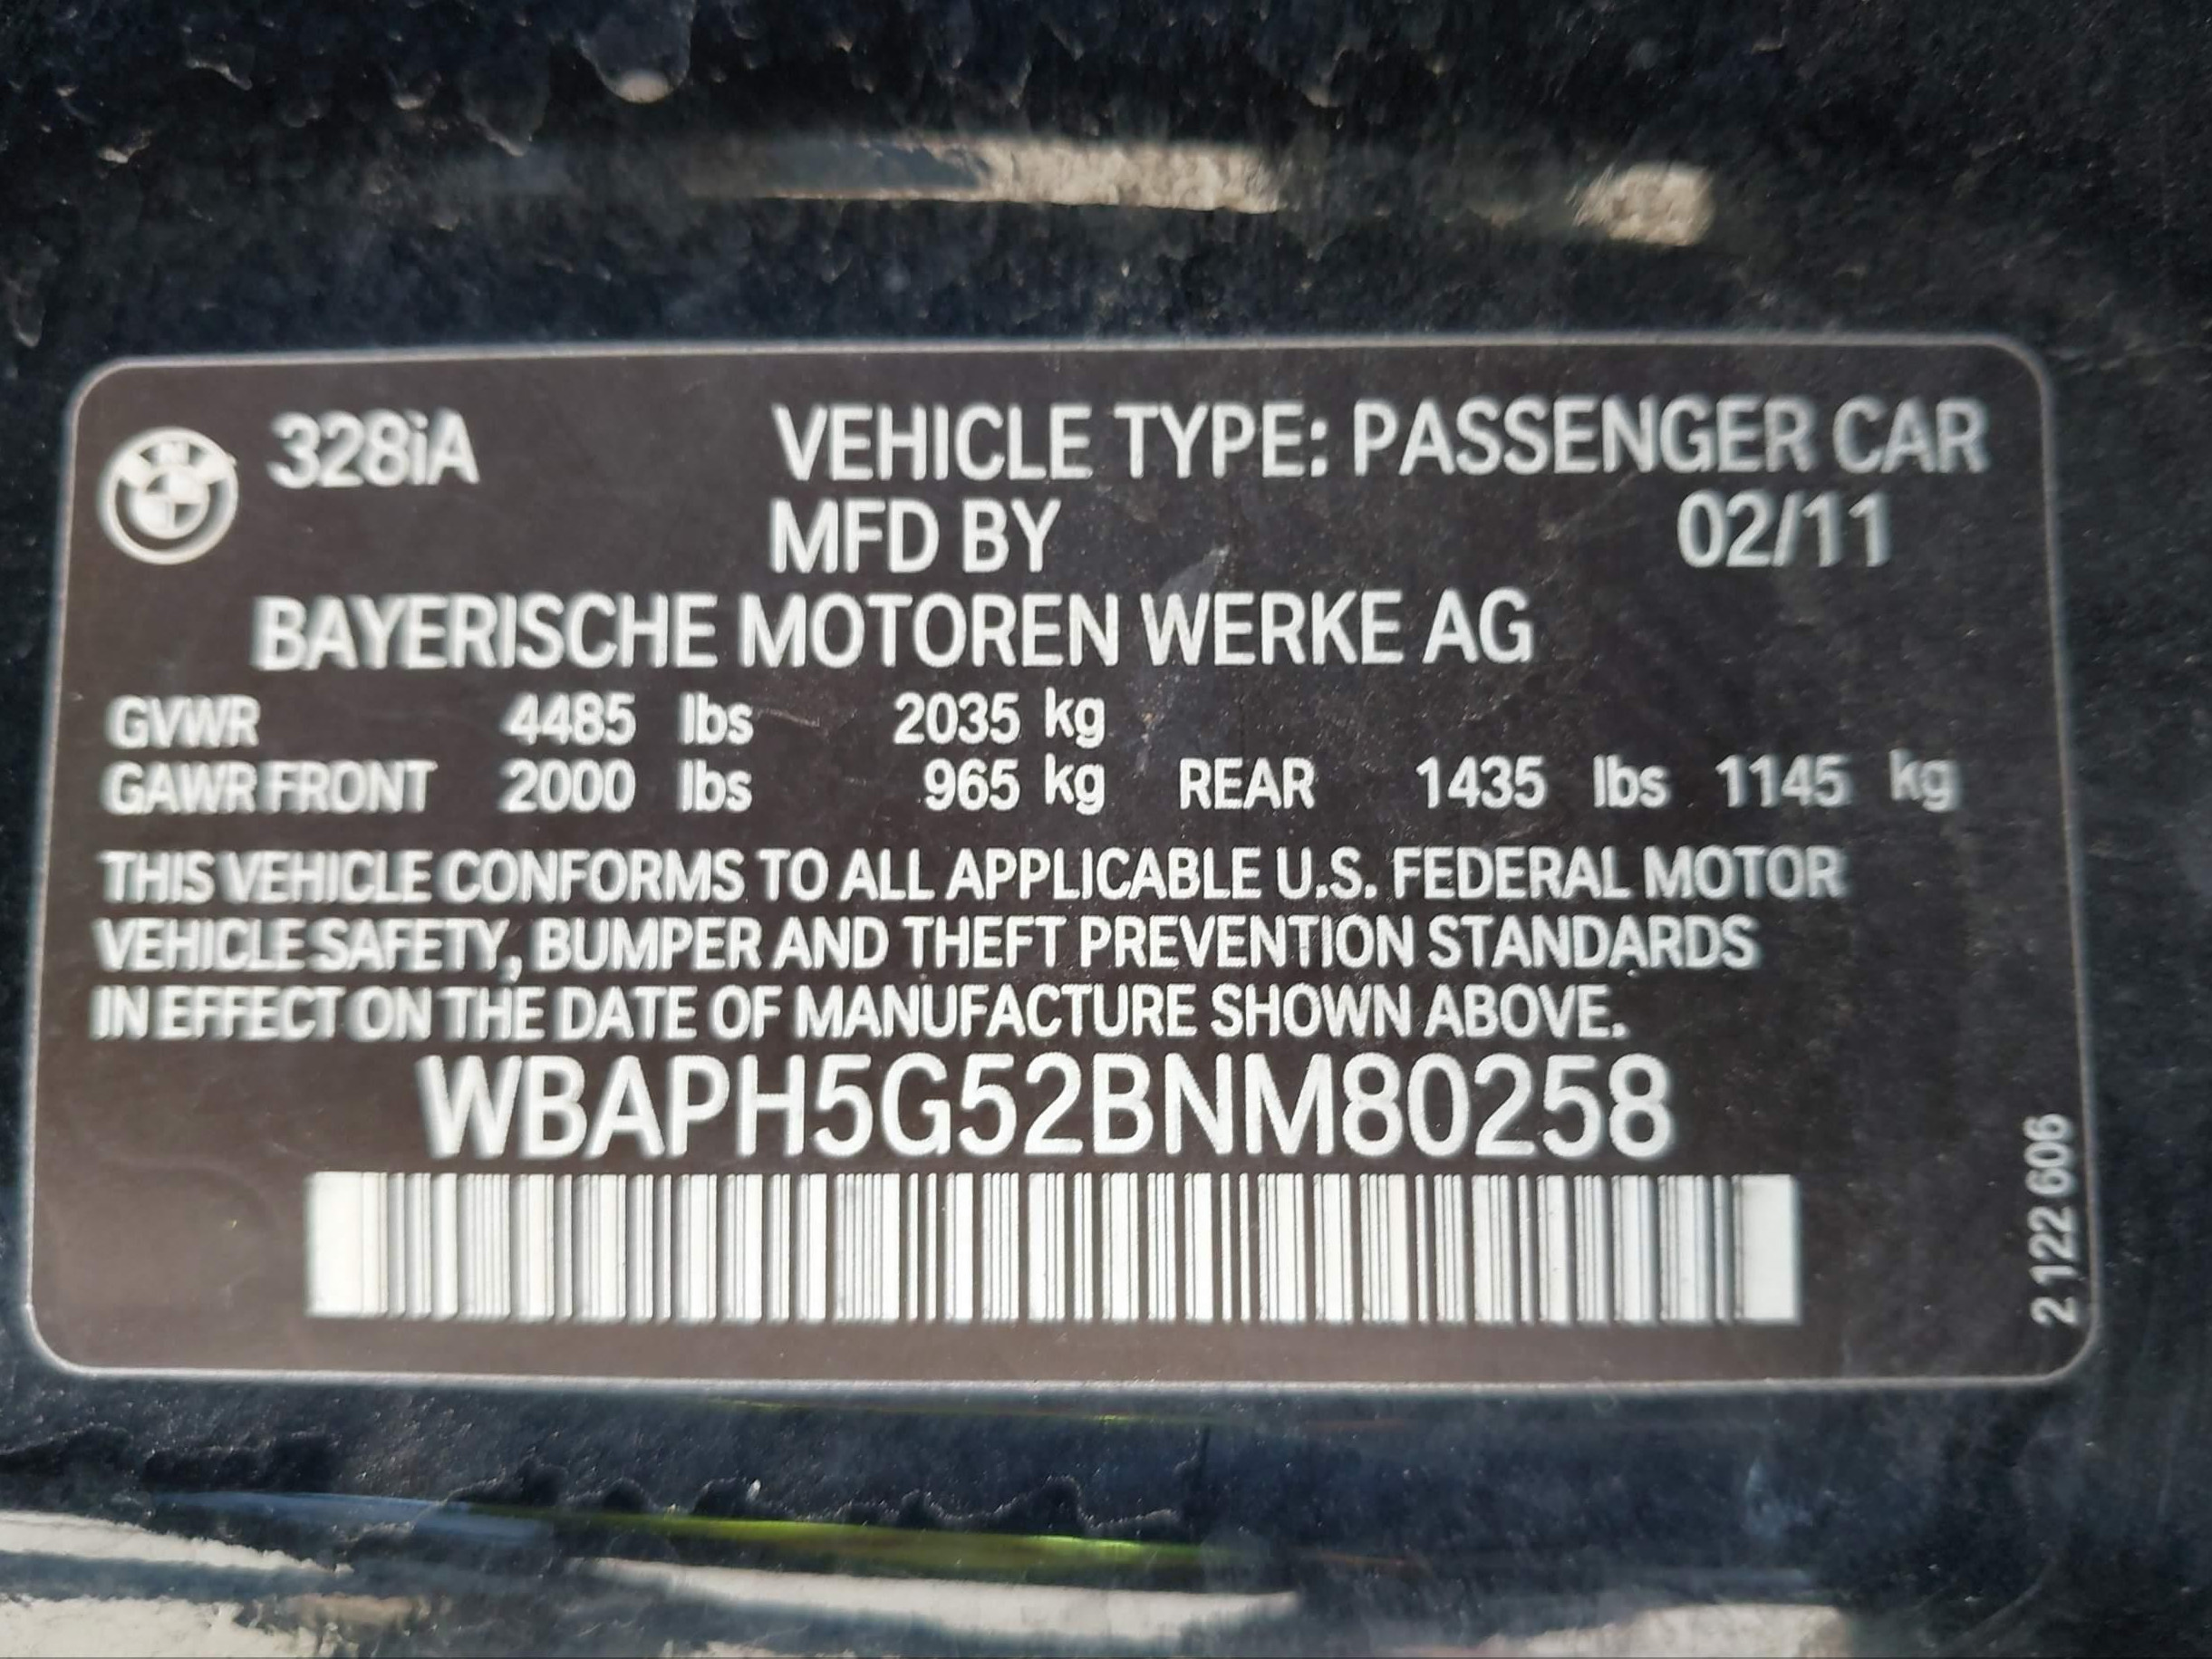 328iA VEHICLE TYPE: PASSENGER CAR
MFD BY 02/11
BAYERISCHE MOTOREN WERKE AG
GVWR 4485 lbs 2035 kg
GAWR FRONT 2000 lbs 965 kg REAR 1435 lbs 1145 kg
THIS VEHICLE CONFORMS TO ALL APPLICABLE U.S. FEDERAL MOTOR
VEHICLE SAFETY, BUMPER AND THEFT PREVENTION STANDARDS
IN EFFECT ON THE DATE OF MANUFACTURE SHOWN ABOVE.
WBAPH5G52BNM80258
2 122 606